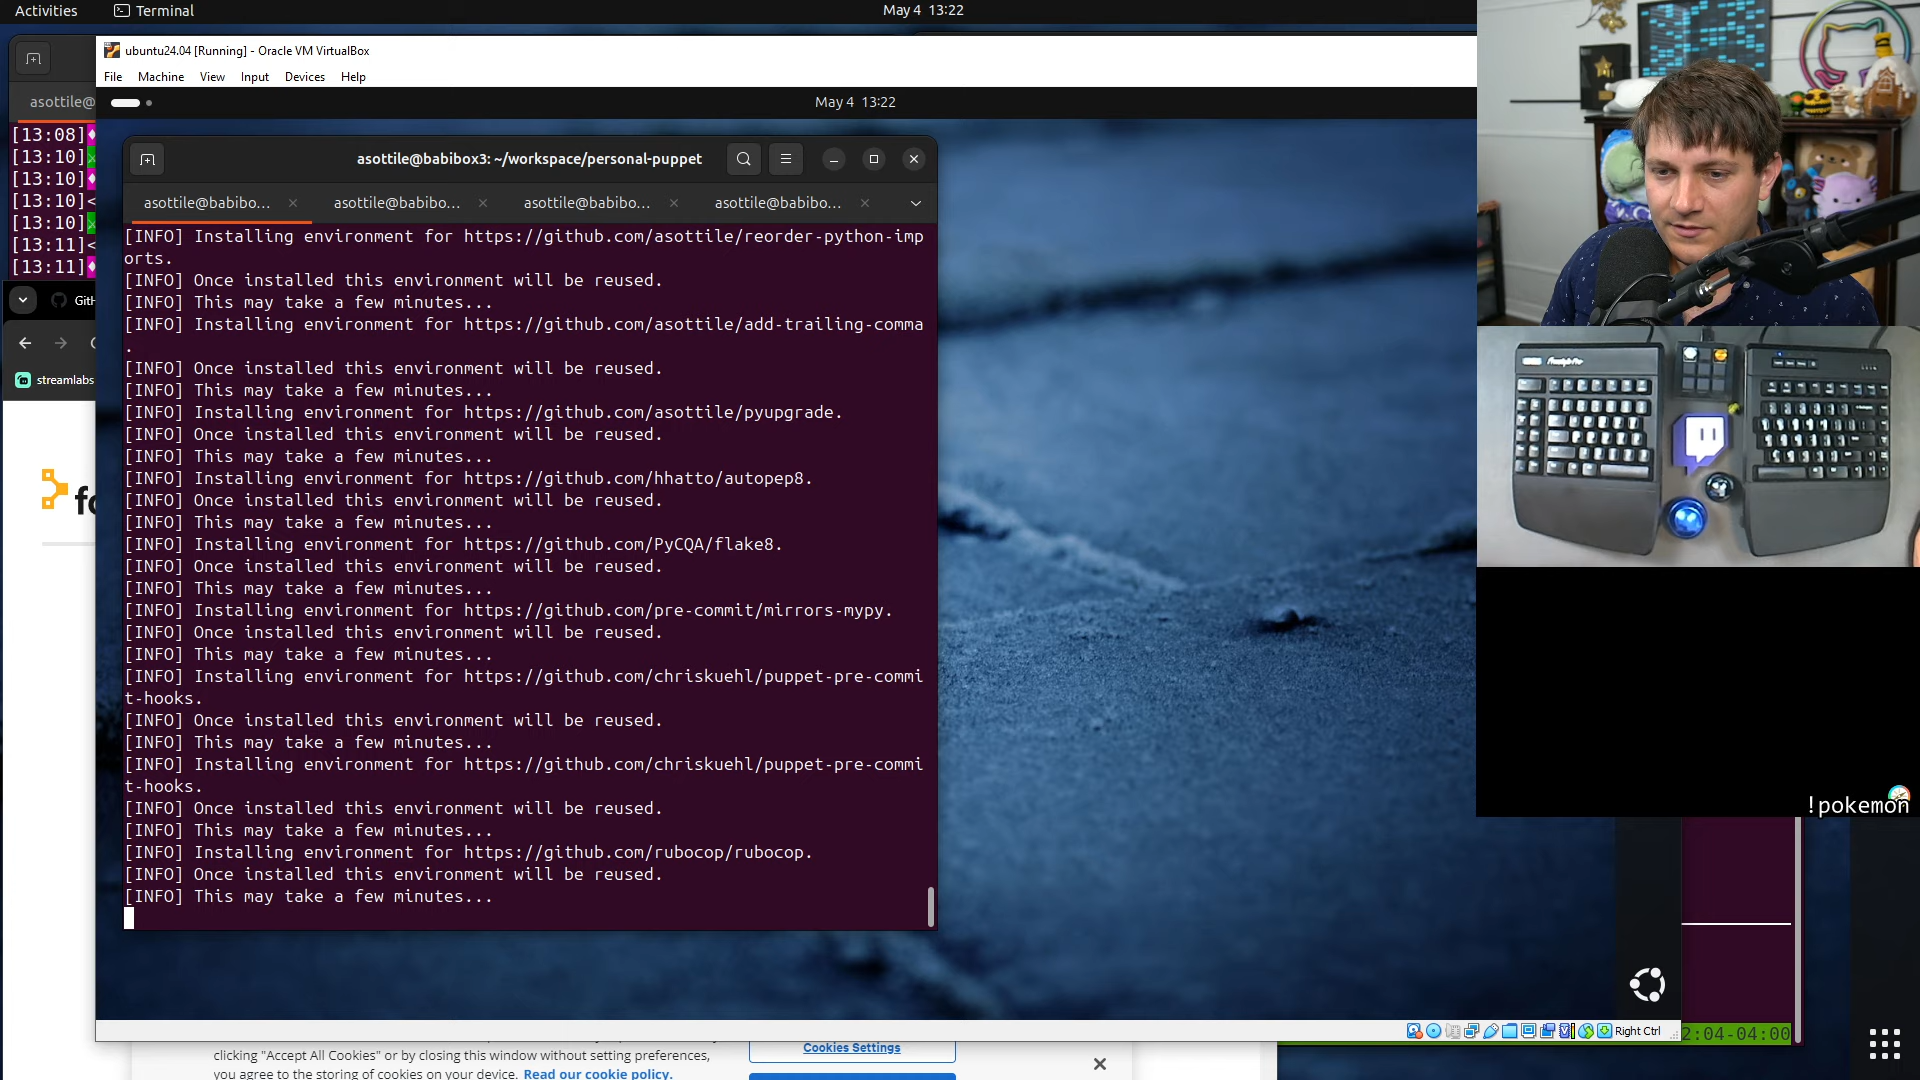 Activities
Terminal
May 4 13:22
ubuntu24.04 [Running] - Oracle VM VirtualBox
File Machine View Input Devices Help
May 4 13:22
asottile@
[13:08]
[13:10]
[13:10]
[13:10]<
[13:10]
[13:11]<
[13:11]
GitH
streamlabs
fo
asottile@babibox3: ~/workspace/personal-puppet
asottile@babibo...
asottile@babibo...
asottile@babibo...
asottile@babibo...
[INFO] Installing environment for https://github.com/asottile/reorder-python-imp
orts.
[INFO] Once installed this environment will be reused.
[INFO] This may take a few minutes...
[INFO] Installing environment for https://github.com/asottile/add-trailing-comma
.
[INFO] Once installed this environment will be reused.
[INFO] This may take a few minutes...
[INFO] Installing environment for https://github.com/asottile/pyupgrade.
[INFO] Once installed this environment will be reused.
[INFO] This may take a few minutes...
[INFO] Installing environment for https://github.com/hhatto/autopep8.
[INFO] Once installed this environment will be reused.
[INFO] This may take a few minutes...
[INFO] Installing environment for https://github.com/PyCQA/flake8.
[INFO] Once installed this environment will be reused.
[INFO] This may take a few minutes...
[INFO] Installing environment for https://github.com/pre-commit/mirrors-mypy.
[INFO] Once installed this environment will be reused.
[INFO] This may take a few minutes...
[INFO] Installing environment for https://github.com/chriskuehl/puppet-pre-commi
t-hooks.
[INFO] Once installed this environment will be reused.
[INFO] This may take a few minutes...
[INFO] Installing environment for https://github.com/chriskuehl/puppet-pre-commi
t-hooks.
[INFO] Once installed this environment will be reused.
[INFO] This may take a few minutes...
[INFO] Installing environment for https://github.com/rubocop/rubocop.
[INFO] Once installed this environment will be reused.
[INFO] This may take a few minutes...
!pokemon
Right Ctrl
2:04-04:00
clicking "Accept All Cookies" or by closing this window without setting preferences,
you agree to the storing of cookies on your device. Read our cookie policy.
Cookies Settings